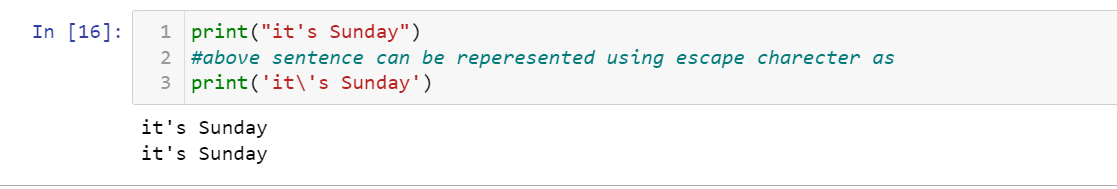 In [16]:
1 print("it's Sunday")
2 #above sentence can be reperesented using escape charecter as
3 print('it\'s Sunday')
it's Sunday
it's Sunday